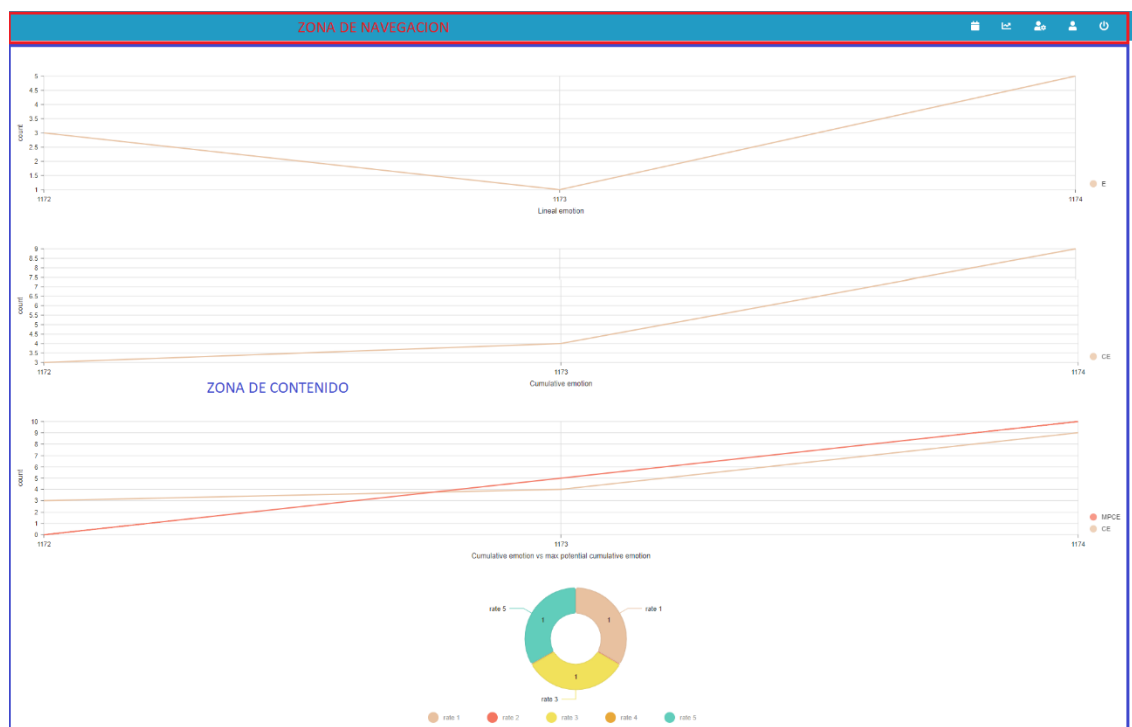 ZONA DE NAVEGACION
5
4.5
4
3.5
3
2.5
2
1.5
1
count
1172 1173 1174
Lineal emotion
E
9
8.5
8
7.5
7
6.5
6
5.5
5
4.5
4
3.5
3
count
1172 1173 1174
Cumulative emotion
CE
ZONA DE CONTENIDO
10
9
8
7
6
5
4
3
2
1
0
count
1172 1173 1174
Cumulative emotion vs max potential cumulative emotion
MPCE
CE
rate 5 rate 1
1 1
1
rate 3
rate 1 rate 2 rate 3 rate 4 rate 5